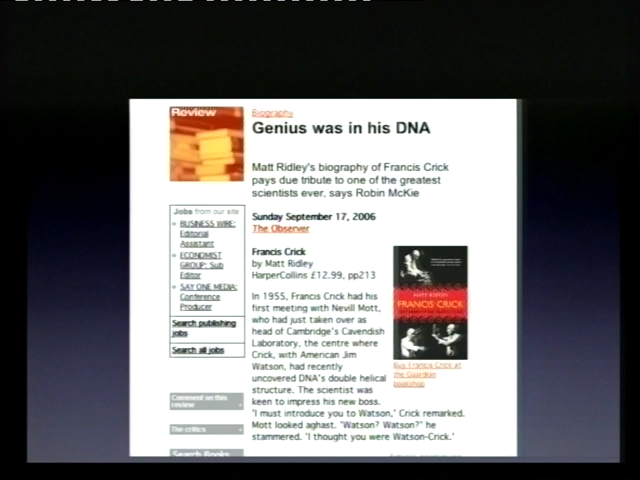 Review
Jobs from our site
BUSINESS WIRE:
Editorial
Assistant
ECONOMIST
GROUP: Sub
Editor
SAY ONE MEDIA:
Conference
Producer
Search publishing
jobs
Search all jobs
Comment on this
review
The critics
Search Books
Biography
Genius was in his DNA
Matt Ridley's biography of Francis Crick
pays due tribute to one of the greatest
scientists ever, says Robin McKie
Sunday September 17, 2006
The Observer
Francis Crick
by Matt Ridley
HarperCollins £12.99, pp213
In 1955, Francis Crick had his
first meeting with Nevill Mott,
who had just taken over as
head of Cambridge's Cavendish
Laboratory, the centre where
Crick, with American Jim
Watson, had recently
uncovered DNA's double helical
structure. The scientist was
keen to impress his new boss.
'I must introduce you to Watson,' Crick remarked.
Mott looked aghast. 'Watson? Watson?' he
stammered. 'I thought you were Watson-Crick.'
MATT RIDLEY
FRANCIS CRICK
Buy Francis Crick at
the Guardian
bookshop